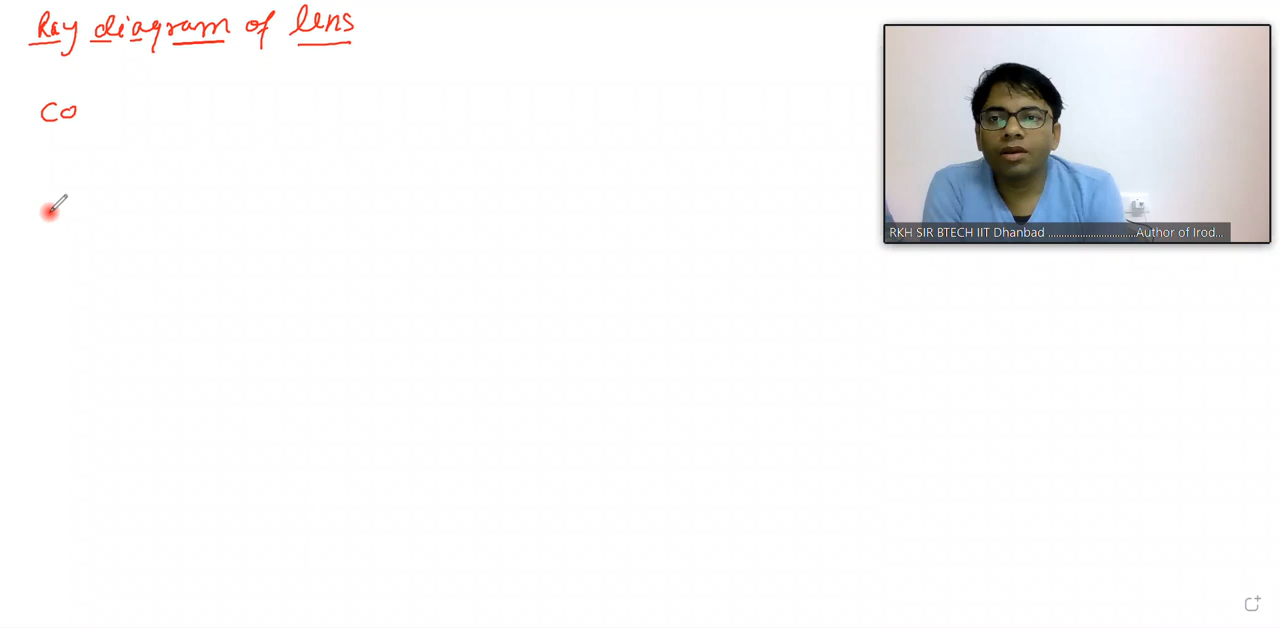 Ray diagram of lens
CO
RKH SIR BTECH IIT Dhanbad ..............................Author of Irod...